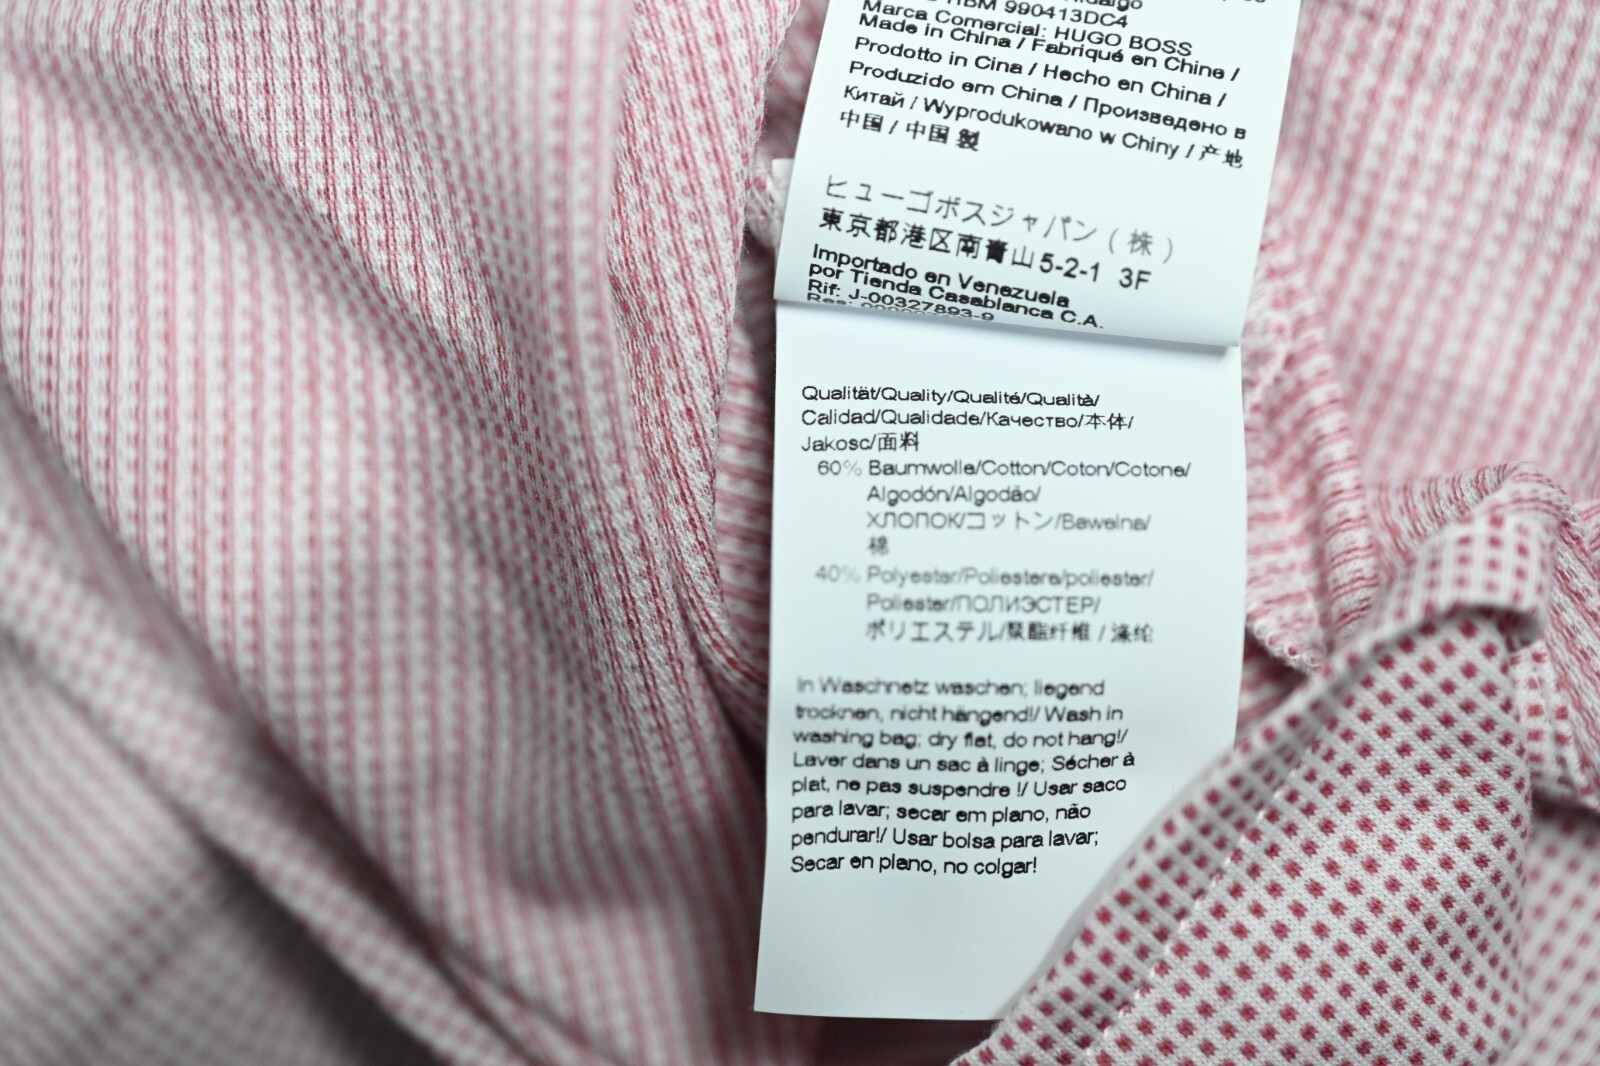 HBM 990413DC4
Marca Comercial: HUGO BOSS
Made in China / Fabriqué en Chine /
Prodotto in Cina / Hecho en China /
Produzido em China / Произведено в
Китай / Wyprodukowano w Chiny / 产地
中国 / 中国 製
ヒューゴボスジャパン ( 株 )
東京都港区南青山 5-2-1 3F
Importado en Venezuela
por Tienda Casablanca C.A.
Rif: J-00327893-9
Qualität/Quality/Qualité/Qualità/
Calidad/Qualidade/Качество/本体/
Jakosc/面料
60% Baumwolle/Cotton/Coton/Cotone/
Algodón/Algodão/
ХЛОПОК/コットン/Bawelna/
棉
40% Polyester/Poliestere/poliester/
Poliester/ПОЛИЭСТЕР/
ポリエステル/聚酯纤维 / 涤纶
In Waschnetz waschen; liegend
trocknen, nicht hängend!/ Wash in
washing bag; dry flat, do not hang!/
Laver dans un sac à linge; Sécher à
plat, ne pas suspendre !/ Usar saco
para lavar; secar em plano, não
pendurar!/ Usar bolsa para lavar;
Secar en plano, no colgar!